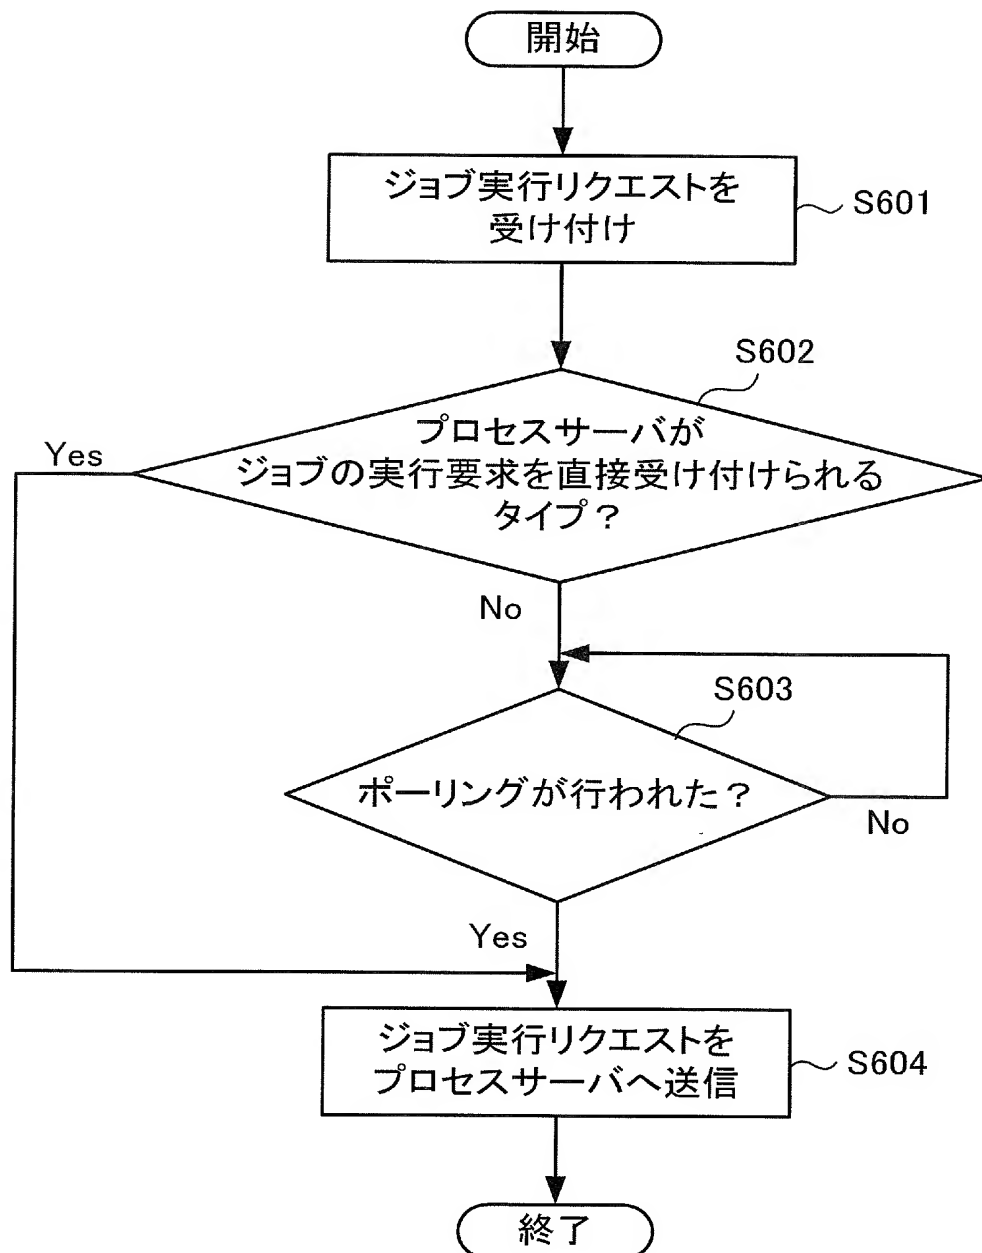 開始
ジョブ実行リクエストを
受け付け
S601
S602
プロセスサーバが
ジョブの実行要求を直接受け付けられる
タイプ？
Yes
No
S603
ポーリングが行われた？
No
Yes
ジョブ実行リクエストを
プロセスサーバへ送信
S604
終了